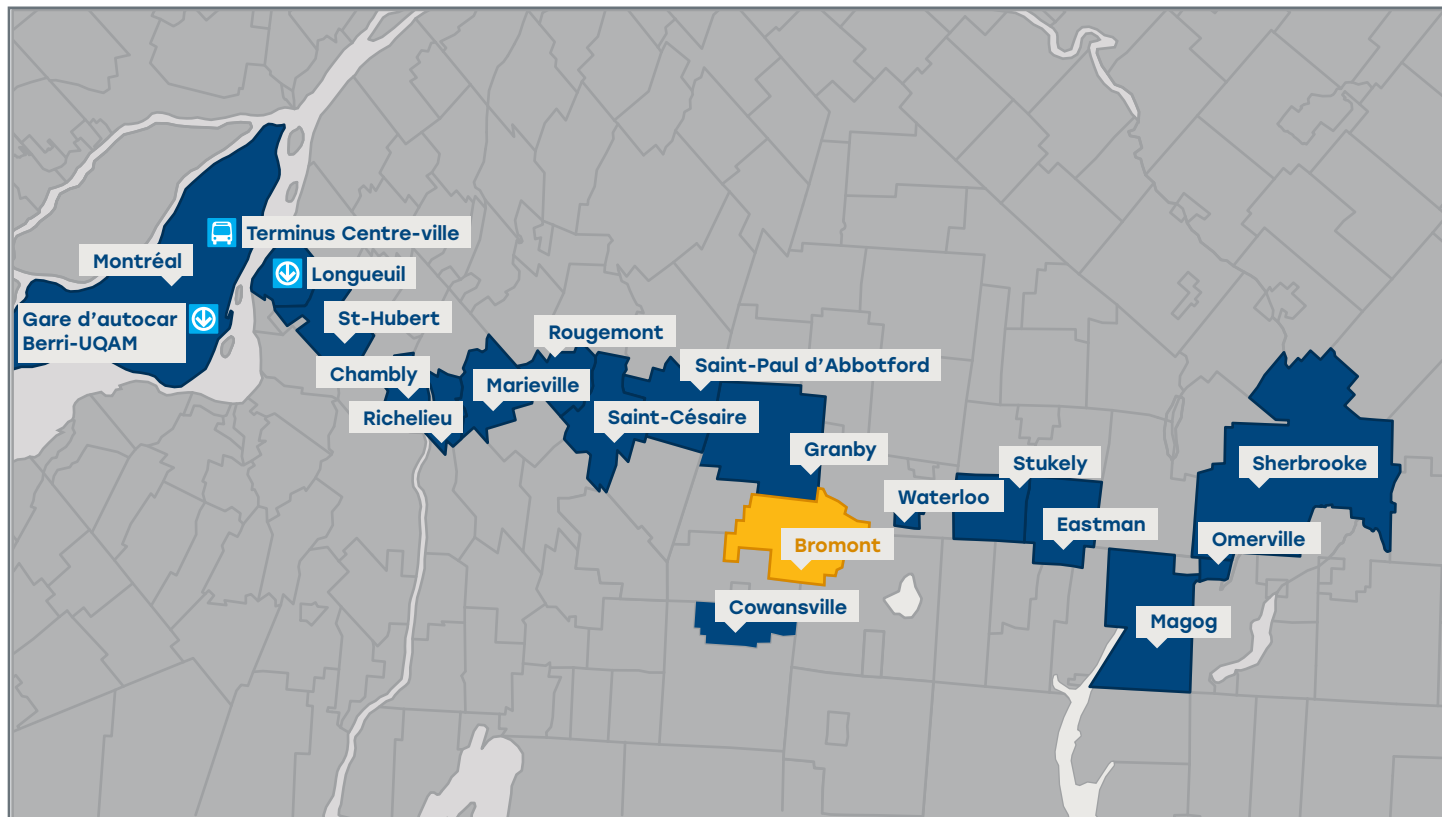 Terminus Centre-ville
Montréal
Longueuil
Gare d'autocar
Berri-UQAM
St-Hubert
Rougemont
Chambly
Saint-Paul d'Abbotford
Marieville
Richelieu
Saint-Césaire
Granby
Stukely
Sherbrooke
Waterloo
Eastman
Omerville
Bromont
Cowansville
Magog